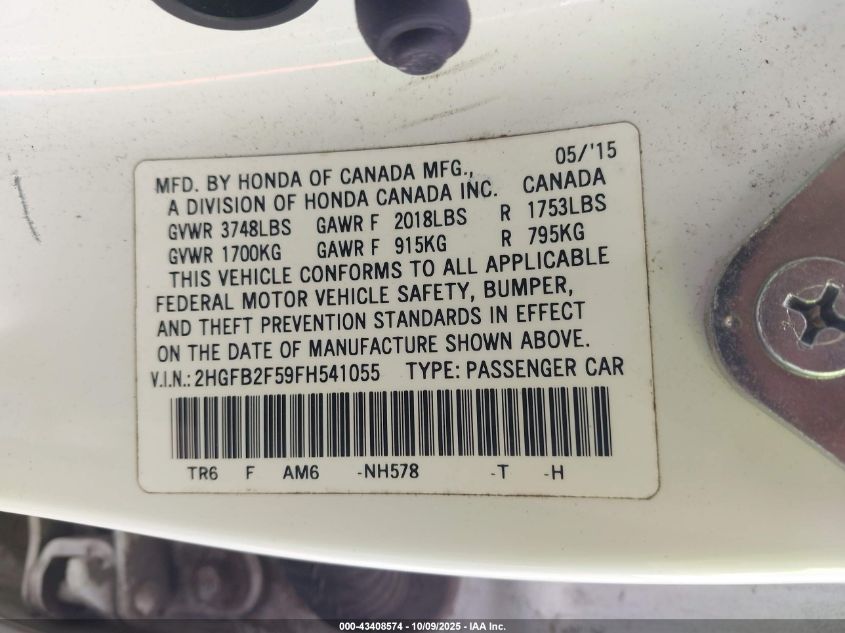 05/'15
MFD. BY HONDA OF CANADA MFG.,
A DIVISION OF HONDA CANADA INC. CANADA
GVWR 3748LBS GAWR F 2018LBS R 1753LBS
GVWR 1700KG GAWR F 915KG R 795KG
THIS VEHICLE CONFORMS TO ALL APPLICABLE
FEDERAL MOTOR VEHICLE SAFETY, BUMPER,
AND THEFT PREVENTION STANDARDS IN EFFECT
ON THE DATE OF MANUFACTURE SHOWN ABOVE.
V.I.N.: 2HGFB2F59FH541055 TYPE: PASSENGER CAR
TR6 F AM6 -NH578 -T -H
000-43408574 | 10/09/2025 - IAA Inc.